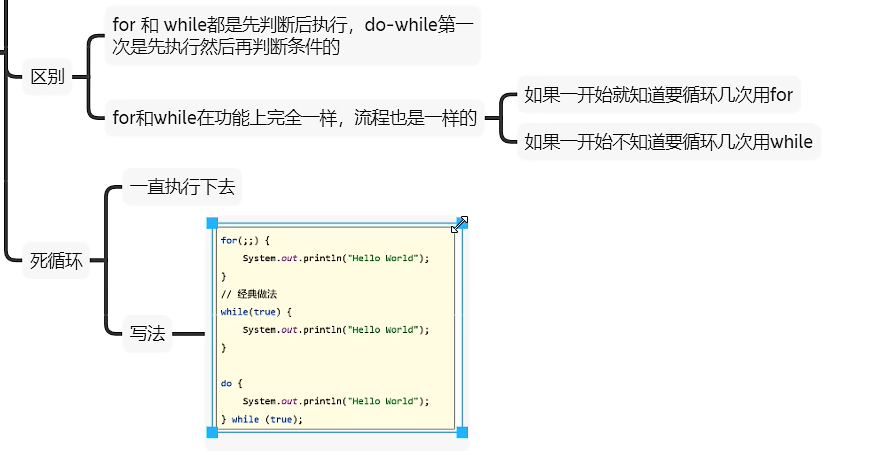 for 和 while都是先判断后执行，do-while第一
次是先执行然后再判断条件的
区别
for和while在功能上完全一样，流程也是一样的
如果一开始就知道要循环几次用for
如果一开始不知道要循环几次用while
死循环
一直执行下去
写法
for(;;) {
System.out.println("Hello World");
}
// 经典做法
while(true) {
System.out.println("Hello World");
}
do {
System.out.println("Hello World");
} while (true);